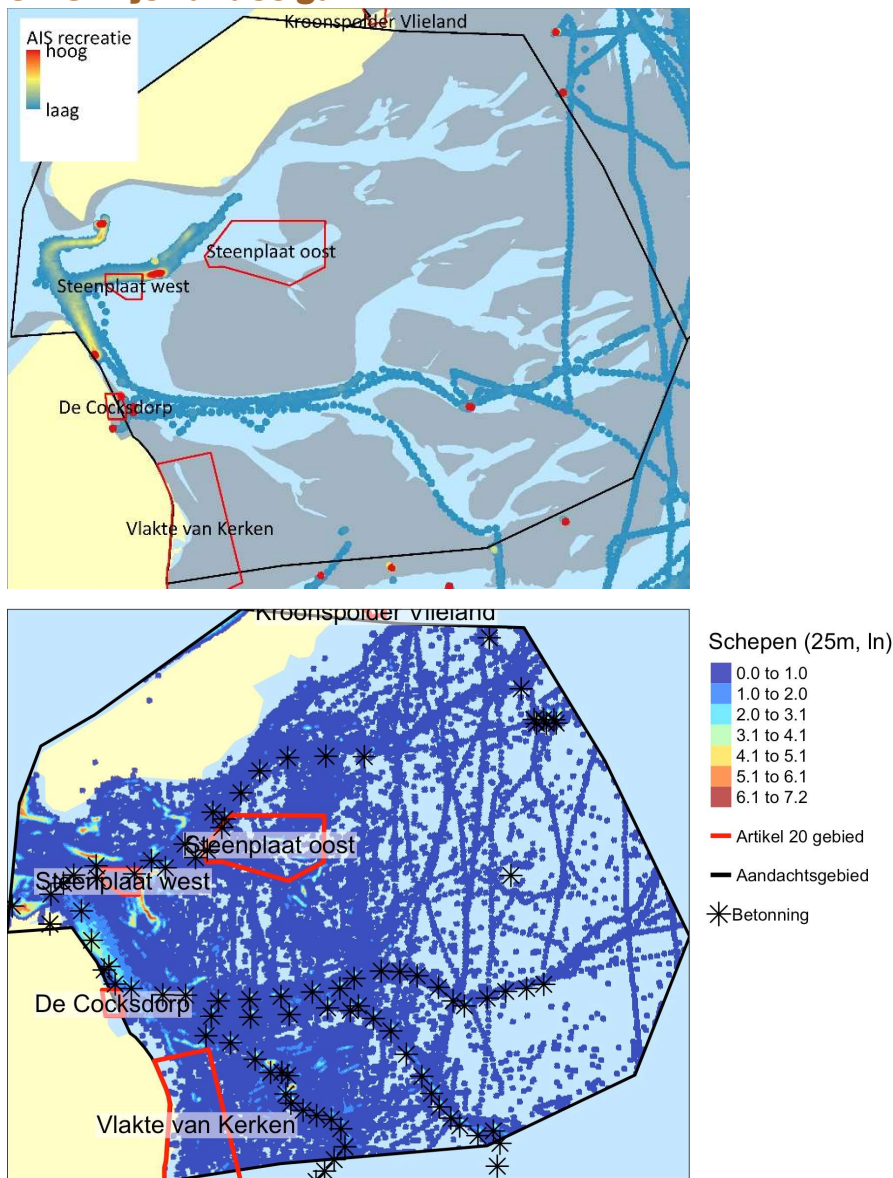 Kroonspolder Vlieland
AIS recreatie
hoog
laag
Steenplaat oost
Steenplaat west
De Cocksdorp
Vlakte van Kerken
Kroonspolder Vlieland
Schepen (25m, ln)
0.0 to 1.0
1.0 to 2.0
2.0 to 3.1
3.1 to 4.1
4.1 to 5.1
5.1 to 6.1
6.1 to 7.2
Artikel 20 gebied
Aandachtsgebied
Betonning
Steenplaat oost
Steenplaat west
De Cocksdorp
Vlakte van Kerken